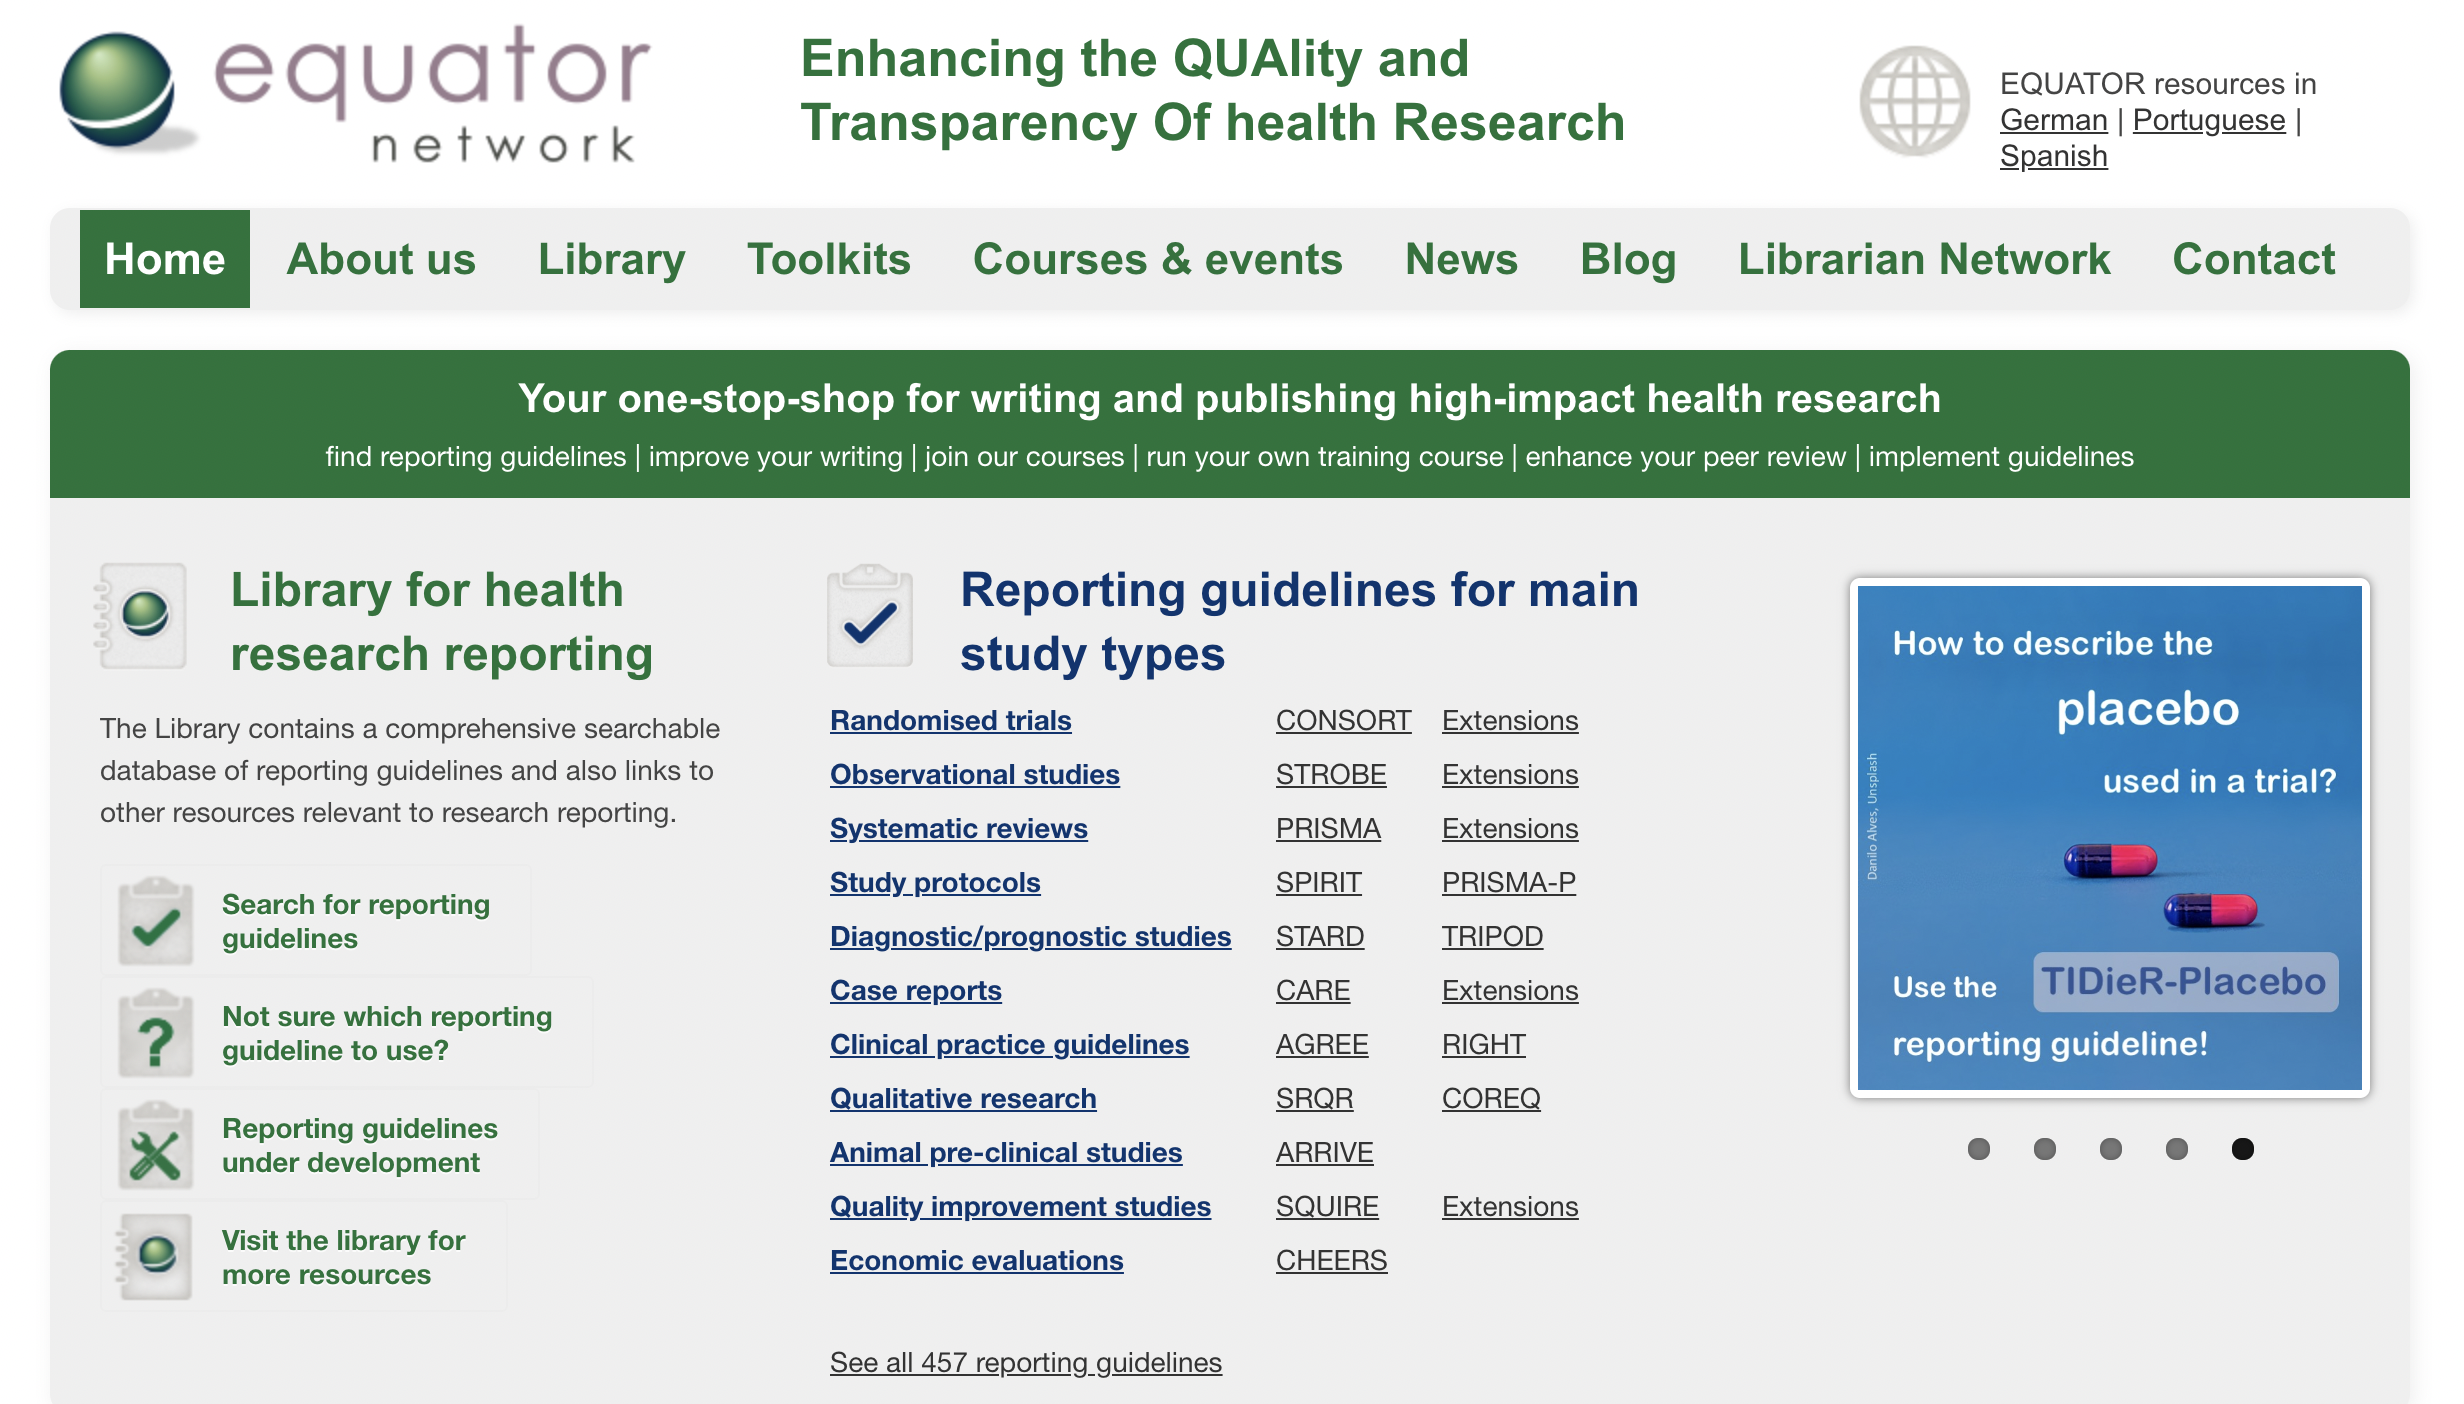 equator
network
Enhancing the QUAlity and
Transparency Of health Research
EQUATOR resources in
German | Portuguese |
Spanish
Home About us Library Toolkits Courses & events News Blog Librarian Network Contact
Your one-stop-shop for writing and publishing high-impact health research
find reporting guidelines | improve your writing | join our courses | run your own training course | enhance your peer review | implement guidelines
Library for health
research reporting
The Library contains a comprehensive searchable
database of reporting guidelines and also links to
other resources relevant to research reporting.
Search for reporting
guidelines
Not sure which reporting
guideline to use?
Reporting guidelines
under development
Visit the library for
more resources
Reporting guidelines for main
study types
Randomised trials CONSORT Extensions
Observational studies STROBE Extensions
Systematic reviews PRISMA Extensions
Study protocols SPIRIT PRISMA-P
Diagnostic/prognostic studies STARD TRIPOD
Case reports CARE Extensions
Clinical practice guidelines AGREE RIGHT
Qualitative research SRQR COREQ
Animal pre-clinical studies ARRIVE
Quality improvement studies SQUIRE Extensions
Economic evaluations CHEERS
See all 457 reporting guidelines
How to describe the
placebo
used in a trial?
Danilo Alves, Unsplash
Use the TIDieR-Placebo
reporting guideline!